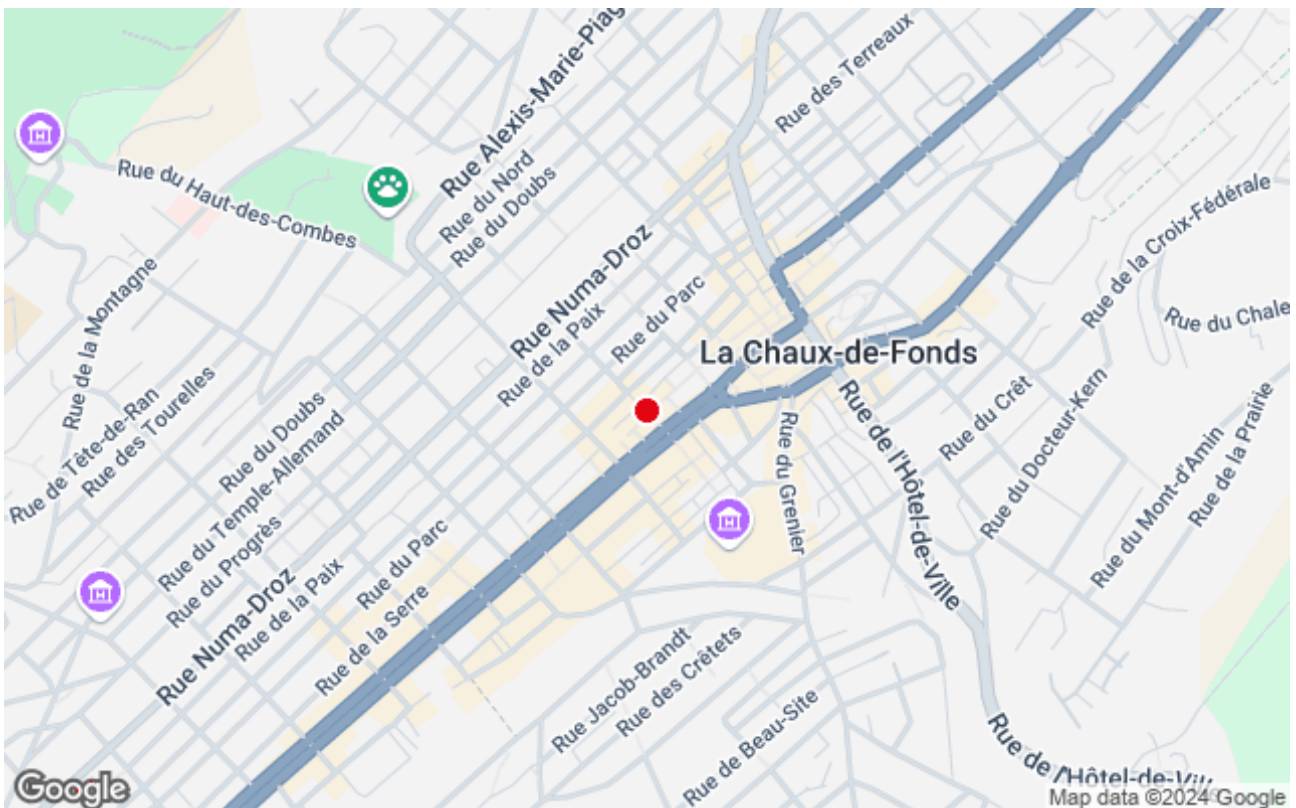 Rue Alexis-Marie-Piag
Rue des Terreaux
Rue du Nord
Rue du Doubs
Rue du Haut-des-Combes
Rue de la Croix-Fédérale
Rue Numa-Droz
Rue de la Montagne
Rue du Parc
Rue de la Paix
Rue du Chale
La Chaux-de-Fonds
Rue de Tête-de-Ran
Rue des Tourelles
Rue du Doubs
Rue du Temple-Allemand
Rue du Progrès
Rue du Grenier
Rue de l'Hôtel-de-Ville
Rue du Crêt
Rue du Docteur-Kern
Rue du Mont-d'Amin
Rue de la Prairie
Rue Numa-Droz
Rue de la Paix
Rue du Parc
Rue de la Serre
Rue Jacob-Brandt
Rue des Crêtets
Rue de Beau-Site
Rue de l'Hôtel-de-Vill
Google
Map data ©2024 Google